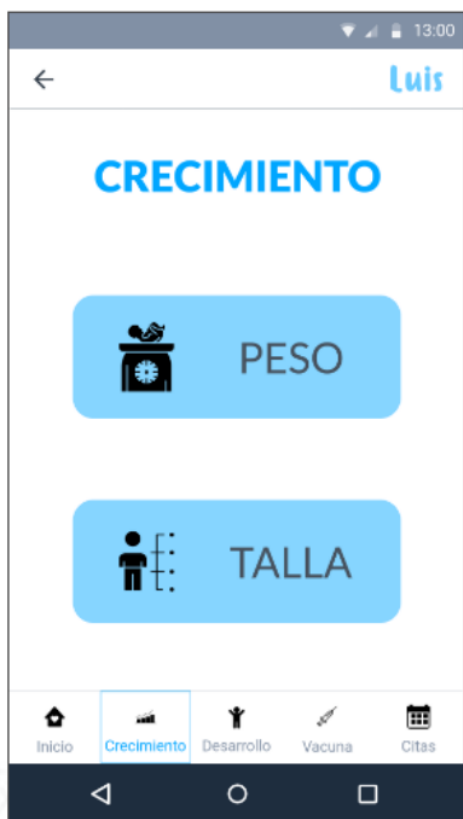 13:00
Luis
CRECIMIENTO
PESO
TALLA
Inicio Crecimiento Desarrollo Vacuna Citas